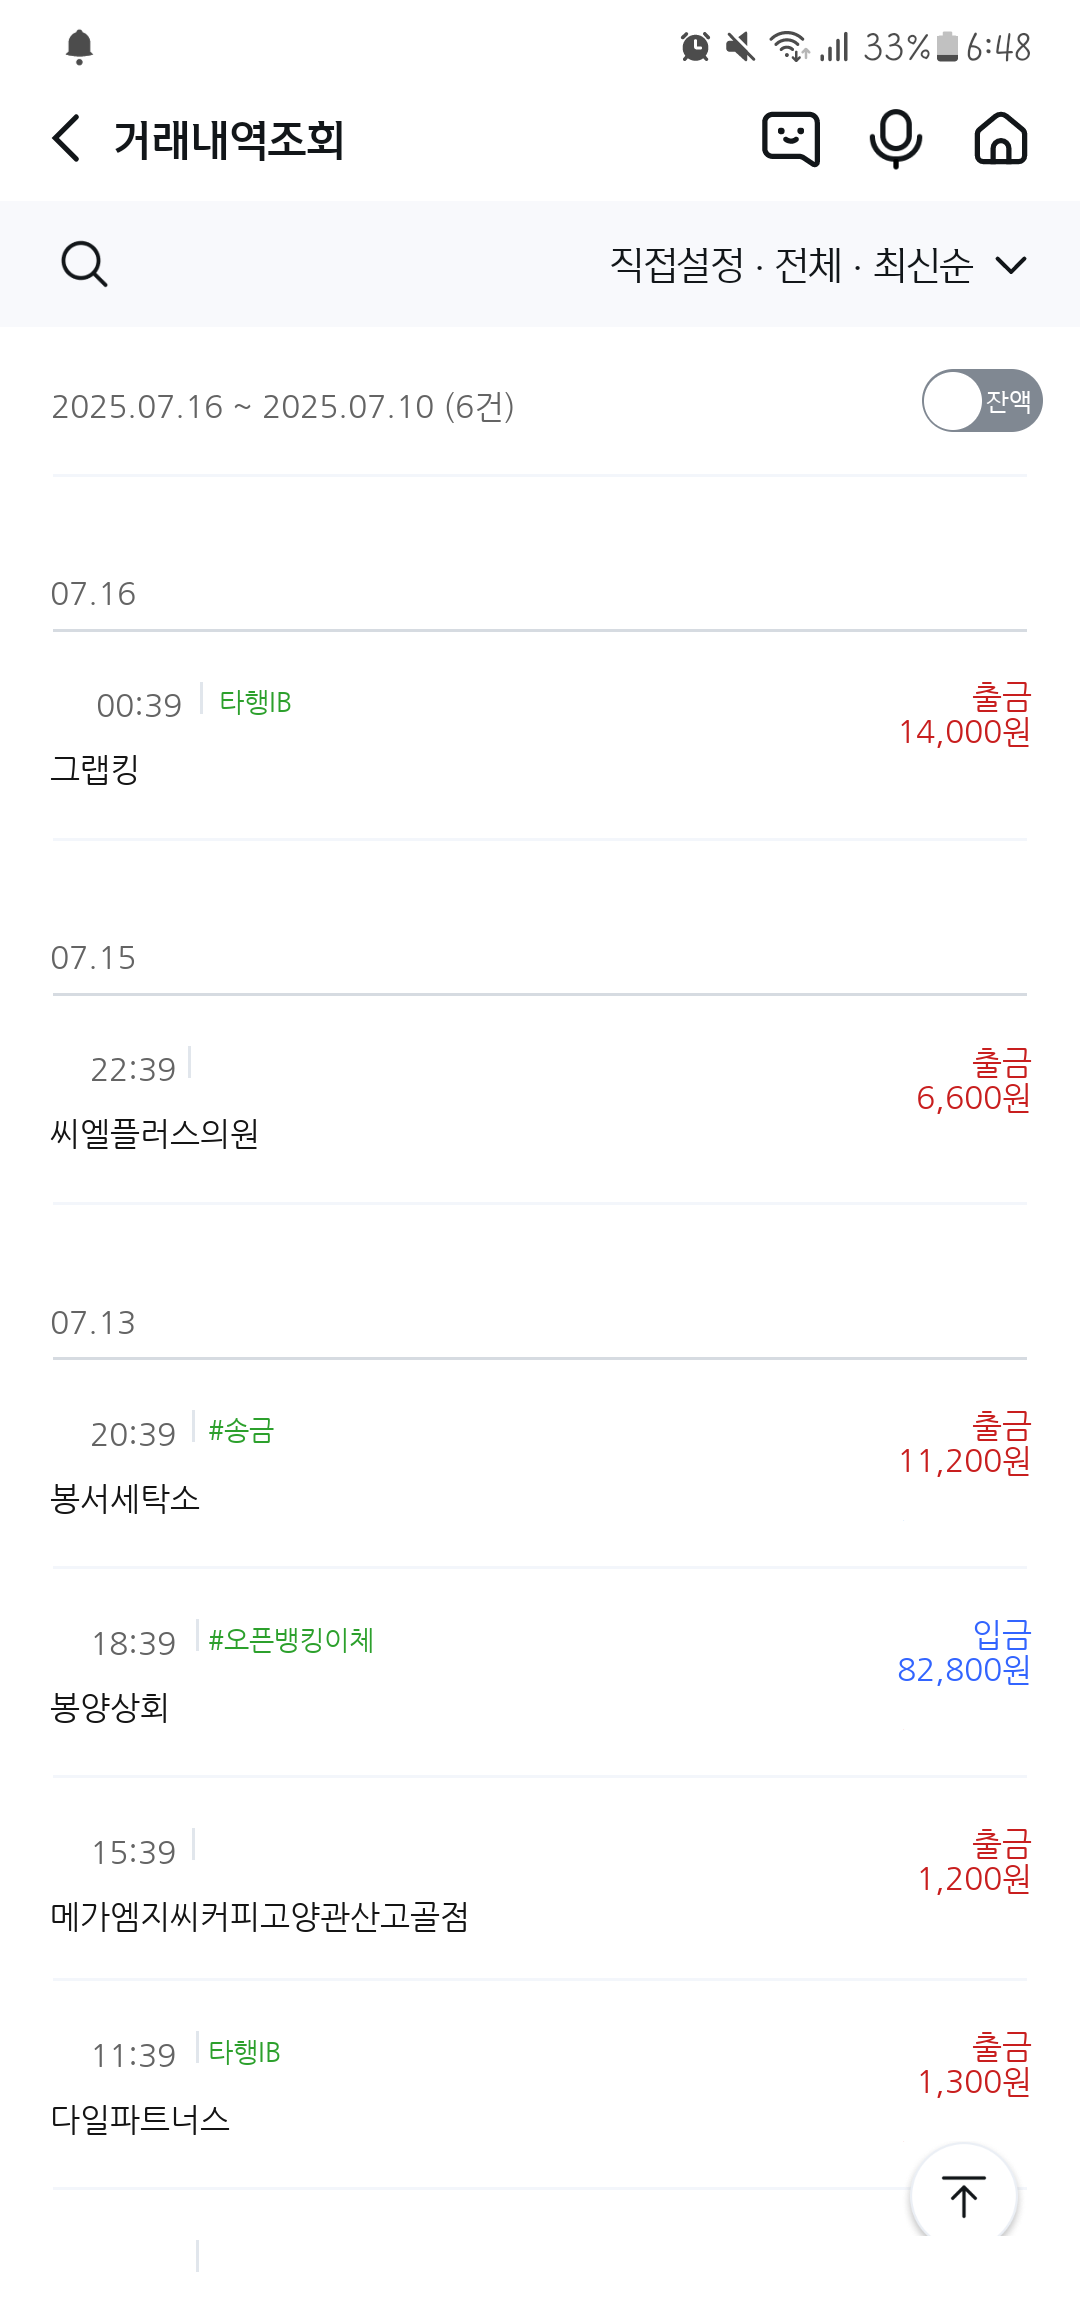 33% 6:48
거래내역조회
직접설정 · 전체 · 최신순
2025.07.16 ~ 2025.07.10 (6건)
잔액
07.16
00:39 타행IB
출금
14,000원
그랩킹
07.15
22:39
출금
6,600원
씨엘플러스의원
07.13
20:39 #송금
출금
11,200원
봉서세탁소
18:39 #오픈뱅킹이체
입금
82,800원
봉양상회
15:39
출금
1,200원
메가엠지씨커피고양관산고골점
11:39 타행IB
출금
1,300원
다일파트너스